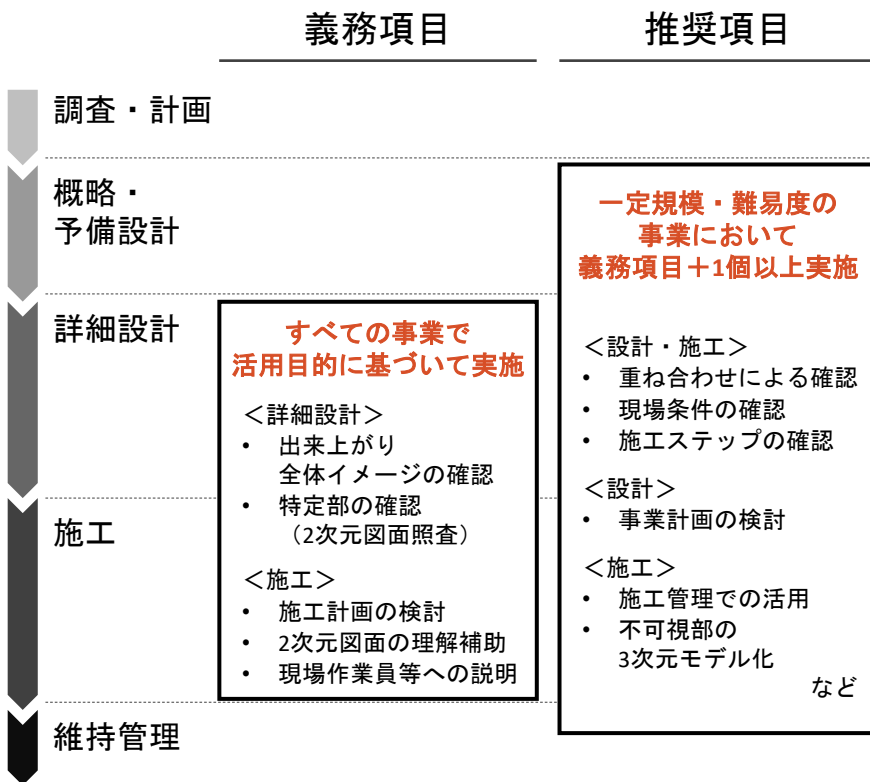 義務項目
推奨項目
調査・計画
概略・
予備設計
詳細設計
施工
維持管理
すべての事業で
活用目的に基づいて実施
＜詳細設計＞
• 出来上がり
全体イメージの確認
• 特定部の確認
（2次元図面照査）
＜施工＞
• 施工計画の検討
• 2次元図面の理解補助
• 現場作業員等への説明
一定規模・難易度の
事業において
義務項目＋1個以上実施
＜設計・施工＞
• 重ね合わせによる確認
• 現場条件の確認
• 施工ステップの確認
＜設計＞
• 事業計画の検討
＜施工＞
• 施工管理での活用
• 不可視部の
3次元モデル化
など